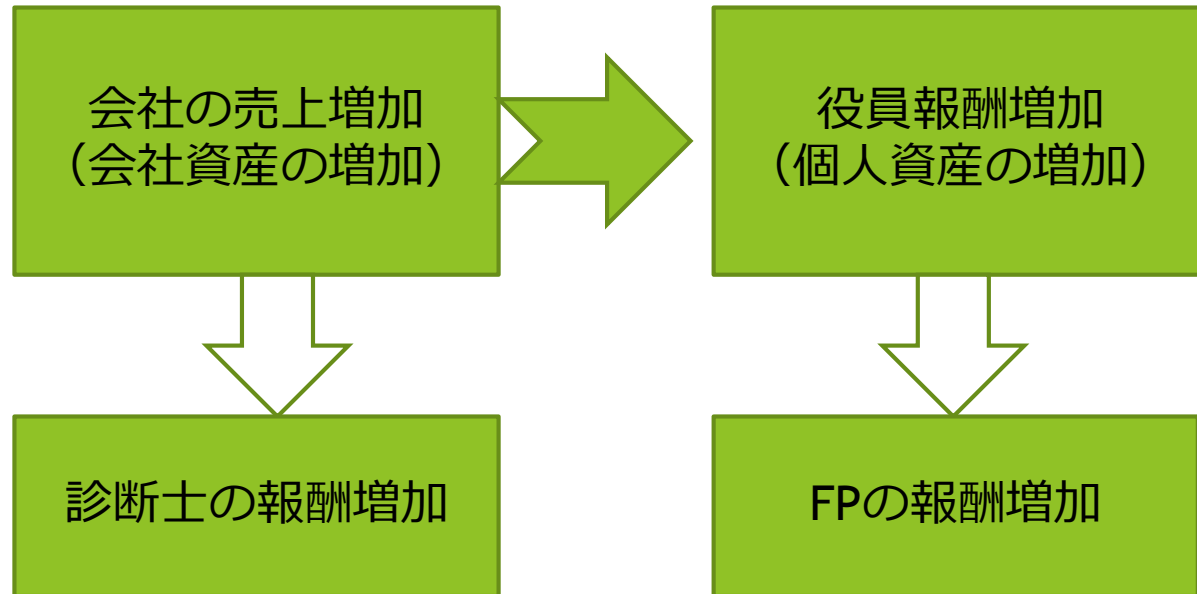 会社の売上増加
（会社資産の増加）
役員報酬増加
（個人資産の増加）
診断士の報酬増加
FPの報酬増加